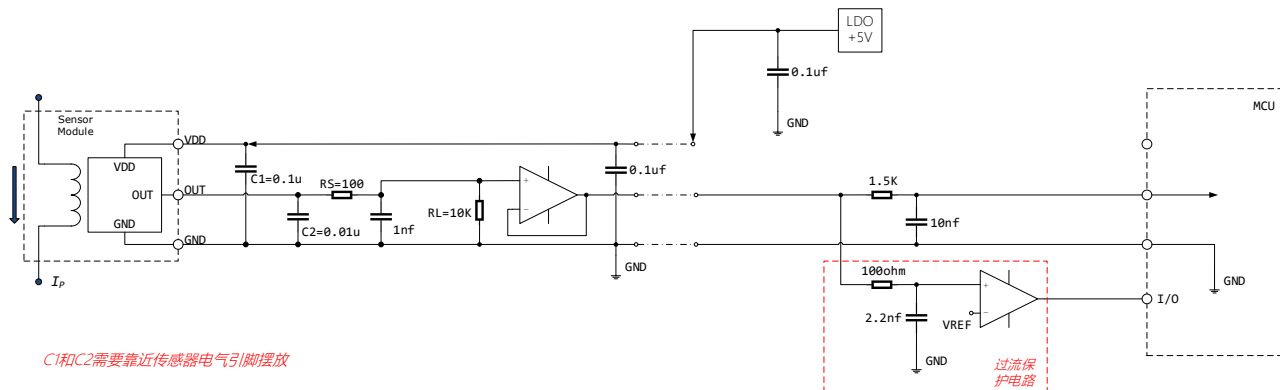 LDO
+5V
0.1uf
GND
MCU
Sensor
Module
VDD
VDD
C1=0.1u
0.1uf
OUT
OUT
RS=100
1.5K
RL=10K
GND
GND
C2=0.01u
1nf
10nf
GND
GND
IP
100ohm
I/O
2.2nf
VREF
GND
C1和C2需要靠近传感器电气引脚摆放
过流保
护电路
+
−
+
−